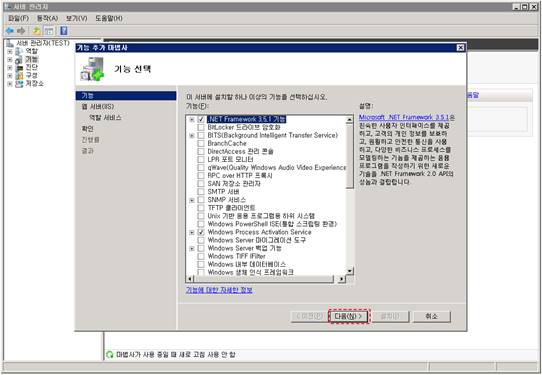 서버 관리자
파일(F) 동작(A) 보기(V) 도움말(H)
서버 관리자(TEST)
역할
기능
진단
구성
저장소
기능 추가 마법사
기능 선택
기능
웹 서버(IIS)
역할 서비스
확인
진행률
결과
이 서버에 설치할 하나 이상의 기능을 선택하십시오.
기능(F):
.NET Framework 3.5.1 기능
BitLocker 드라이브 암호화
BITS(Background Intelligent Transfer Service)
BranchCache
DirectAccess 관리 콘솔
LPR 포트 모니터
qWave(Quality Windows Audio Video Experience
RPC over HTTP 프록시
SAN 저장소 관리자
SMTP 서버
SNMP 서비스
TFTP 클라이언트
Unix 기반 응용 프로그램용 하위 시스템
Windows PowerShell ISE(통합 스크립팅 환경)
Windows Process Activation Service
Windows Server 마이그레이션 도구
Windows Server 백업 기능
Windows TIFF IFilter
Windows 내부 데이터베이스
Windows 생체 인식 프레임워크
기능에 대한 자세한 정보
설명:
Microsoft .NET Framework 3.5.1은
친숙한 사용자 인터페이스를 제공
하고, 고객의 개인 정보를 보호하
고, 원활하고 안전한 통신을 사용
하고, 다양한 비즈니스 프로세스를
모델링하는 기능을 제공하는 응용
프로그램을 작성하기 위한 새로운
기술과 .NET Framework 2.0 API의
성능과 결합합니다.
< 이전(P) 다음(N) > 설치(I) 취소
움말
마법사가 사용 중일 때 새로 고침 사용 안 함